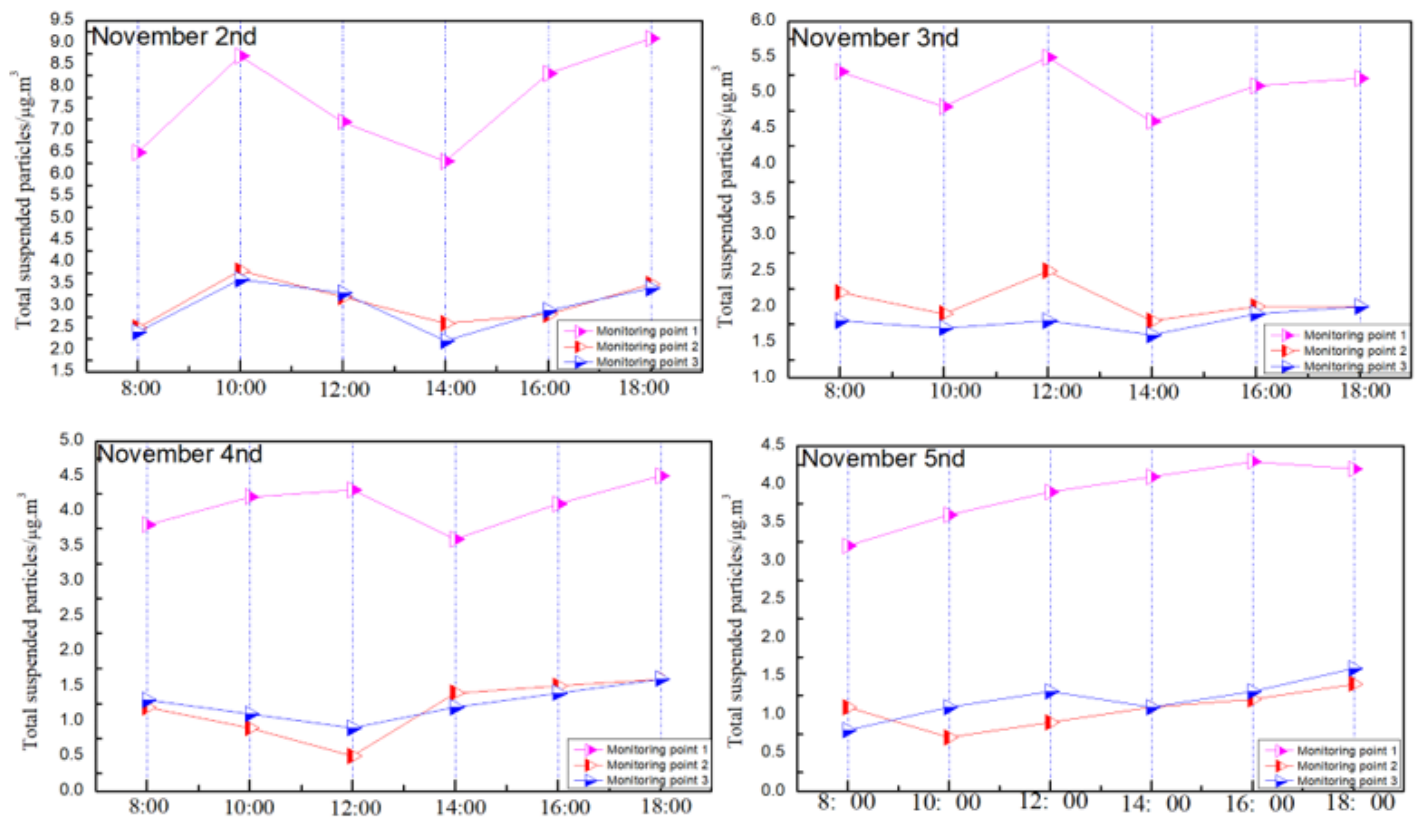 November 2nd
Total suspended particles/μg.m³
9.5
9.0
8.5
8.0
7.5
7.0
6.5
6.0
5.5
5.0
4.5
4.0
3.5
3.0
2.5
2.0
1.5
Monitoring point 1
Monitoring point 2
Monitoring point 3
8:00 10:00 12:00 14:00 16:00 18:00
November 3nd
Total suspended particles/μg.m³
6.0
5.5
5.0
4.5
4.0
3.5
3.0
2.5
2.0
1.5
1.0
Monitoring point 1
Monitoring point 2
Monitoring point 3
8:00 10:00 12:00 14:00 16:00 18:00
November 4nd
Total suspended particles/μg.m³
5.0
4.5
4.0
3.5
3.0
2.5
2.0
1.5
1.0
0.5
0.0
Monitoring point 1
Monitoring point 2
Monitoring point 3
8:00 10:00 12:00 14:00 16:00 18:00
November 5nd
Total suspended particles/μg.m³
4.5
4.0
3.5
3.0
2.5
2.0
1.5
1.0
0.5
0.0
Monitoring point 1
Monitoring point 2
Monitoring point 3
8: 00 10: 00 12: 00 14: 00 16: 00 18: 00